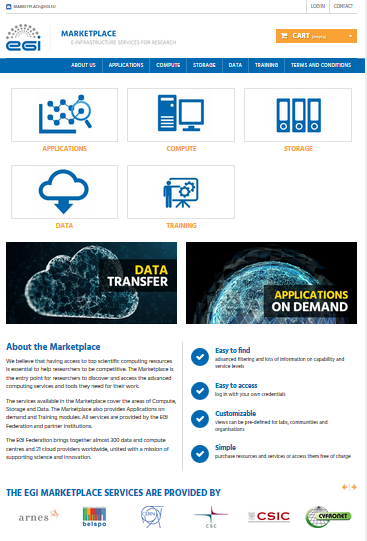 MARKETPLACE@EGI.EU
LOG IN
CONTACT
egi
MARKETPLACE
E-INFRASTRUCTURE SERVICES FOR RESEARCH
CART (empty)
ABOUT US APPLICATIONS COMPUTE STORAGE DATA TRAINING TERMS AND CONDITIONS
APPLICATIONS
COMPUTE
STORAGE
DATA
TRAINING
DATA
TRANSFER
APPLICATIONS
ON DEMAND
About the Marketplace
We believe that having access to top scientific computing resources
is essential to help researchers to be competitive. The Marketplace is
the entry point for researchers to discover and access the advanced
computing services and tools they need for their work.
The services available in the Marketplace cover the areas of Compute,
Storage and Data. The Marketplace also provides Applications on
demand and Training modules. All services are provided by the EGI
Federation and partner institutions.
The EGI Federation brings together almost 300 data and compute
centres and 21 cloud providers worldwide, united with a mission of
supporting science and innovation.
Easy to find
advanced filtering and lots of information on capability and
service levels
Easy to access
log in with your own credentials
Customizable
views can be pre-defined for labs, communities and
organisations
Simple
purchase resources and services or access them free of charge
THE EGI MARKETPLACE SERVICES ARE PROVIDED BY
arnes
belspo
CERN
CSC
CSIC
CYFRONET